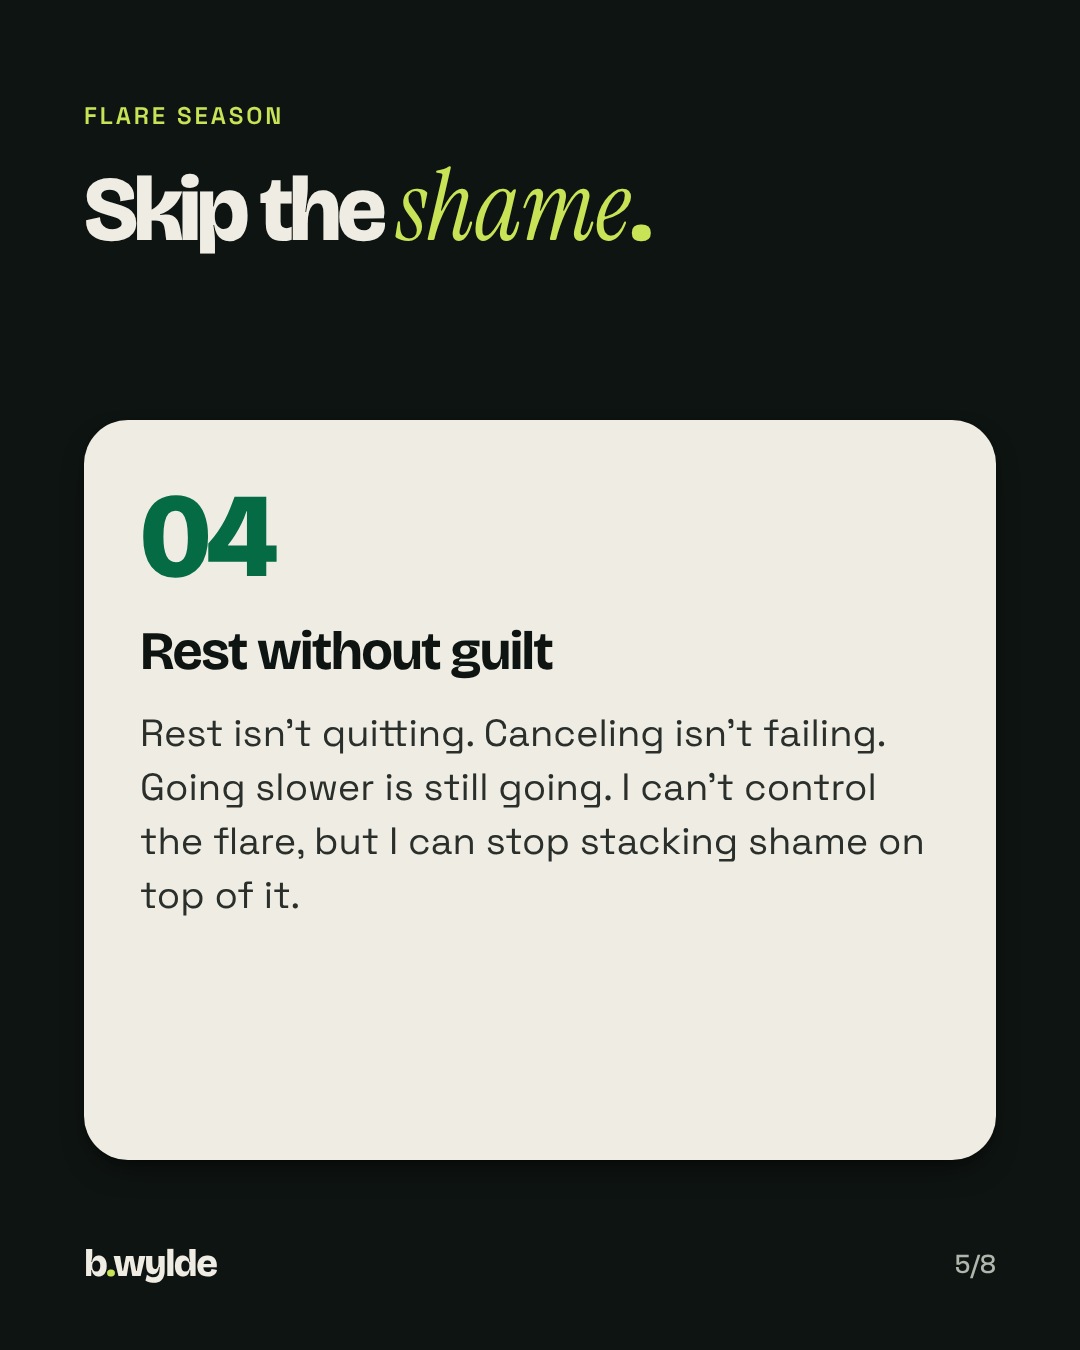 FLARE SEASON
Skip the shame.
04
Rest without guilt
Rest isn’t quitting. Canceling isn’t failing.
Going slower is still going. I can’t control
the flare, but I can stop stacking shame on
top of it.
b.wylde
5/8